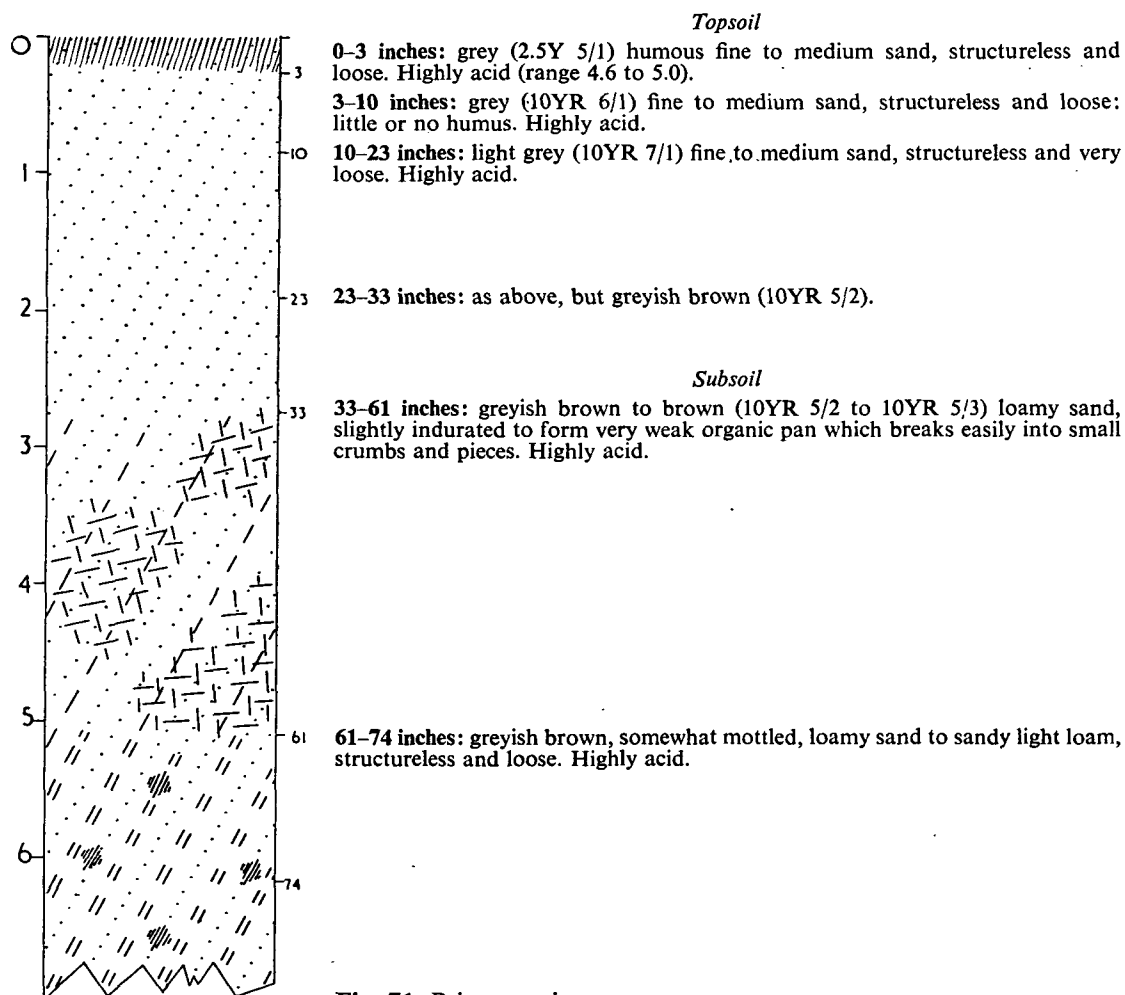 Topsoil
0–3 inches: grey (2.5Y 5/1) humous fine to medium sand, structureless and
loose. Highly acid (range 4.6 to 5.0).
3–10 inches: grey (10YR 6/1) fine to medium sand, structureless and loose:
little or no humus. Highly acid.
10–23 inches: light grey (10YR 7/1) fine to medium sand, structureless and very
loose. Highly acid.
23–33 inches: as above, but greyish brown (10YR 5/2).
Subsoil
33–61 inches: greyish brown to brown (10YR 5/2 to 10YR 5/3) loamy sand,
slightly indurated to form very weak organic pan which breaks easily into small
crumbs and pieces. Highly acid.
61–74 inches: greyish brown, somewhat mottled, loamy sand to sandy light loam,
structureless and loose. Highly acid.
0
1
2
3
4
5
6
3
10
23
33
61
74